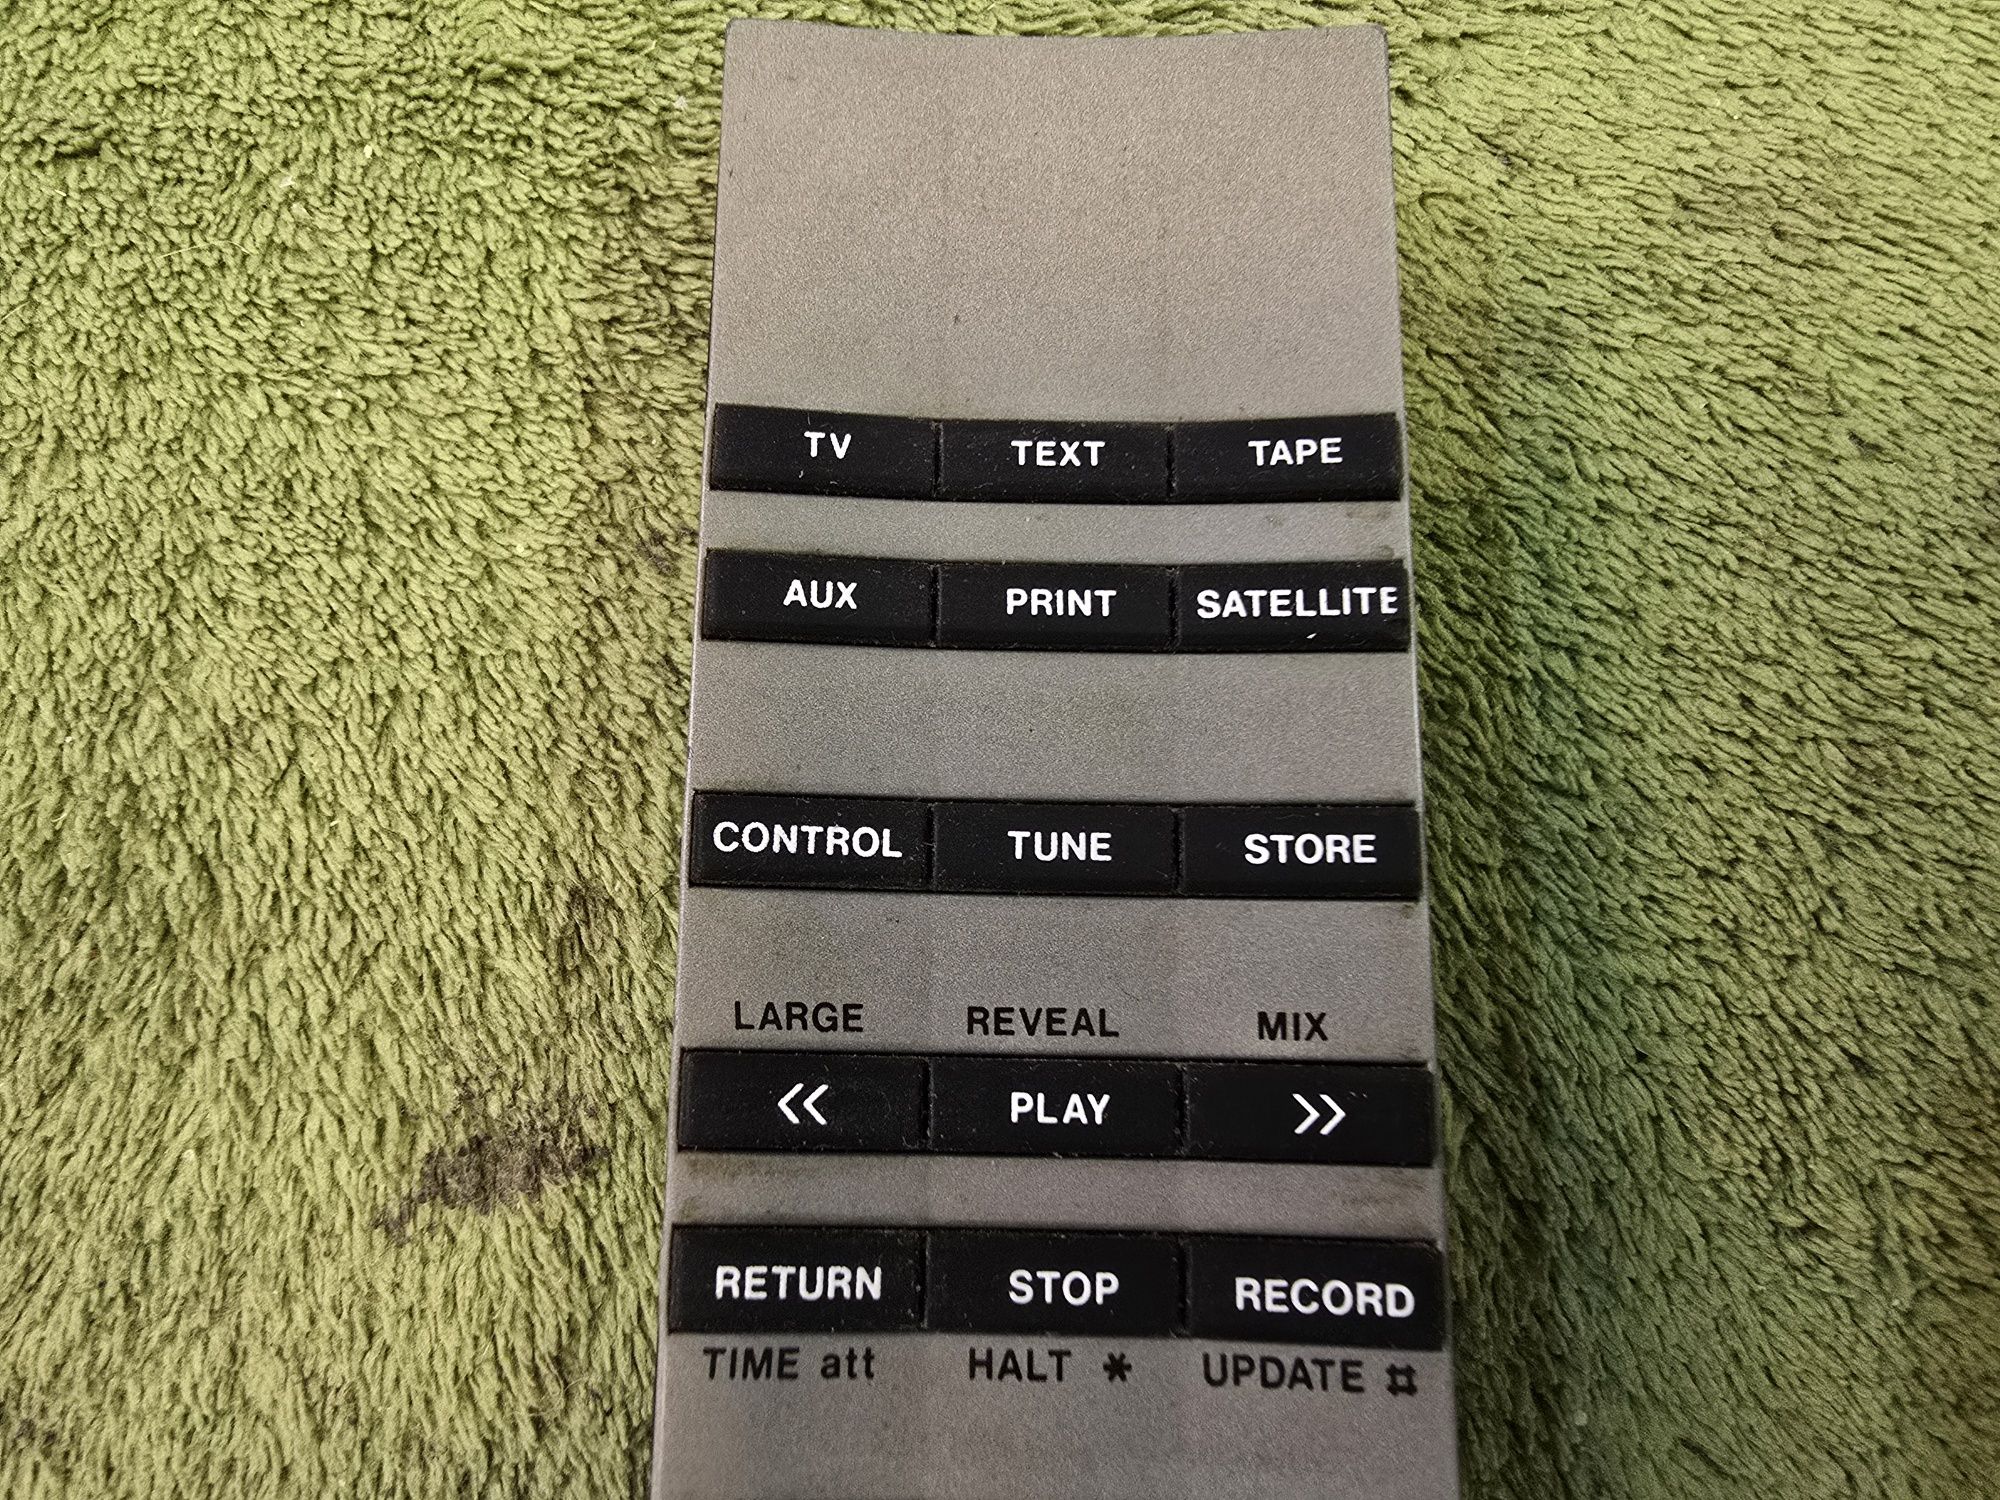 TV TEXT TAPE
AUX PRINT SATELLITE
CONTROL TUNE STORE
LARGE REVEAL MIX
<< PLAY >>
RETURN STOP RECORD
TIME att HALT * UPDATE ⌗